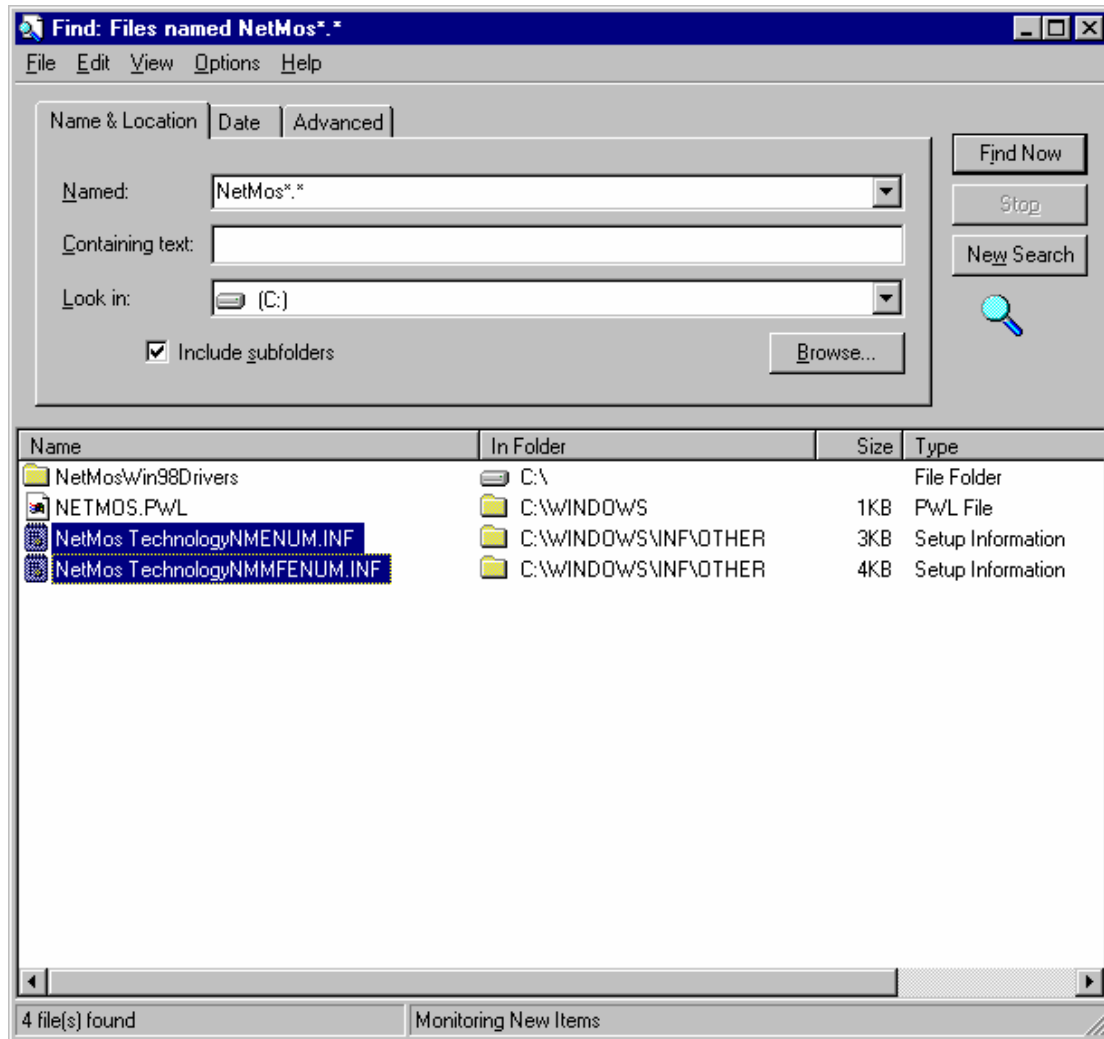 Find: Files named NetMos*.*
File Edit View Options Help
Name & Location Date Advanced
Find Now
Named: NetMos*.*
Stop
Containing text:
New Search
Look in: (C:)
Include subfolders Browse...
Name In Folder Size Type
NetMosWin98Drivers C:\ File Folder
NETMOS.PWL C:\WINDOWS 1KB PWL File
NetMos TechnologyNMENUM.INF C:\WINDOWS\INF\OTHER 3KB Setup Information
NetMos TechnologyNMMFENUM.INF C:\WINDOWS\INF\OTHER 4KB Setup Information
4 file(s) found Monitoring New Items